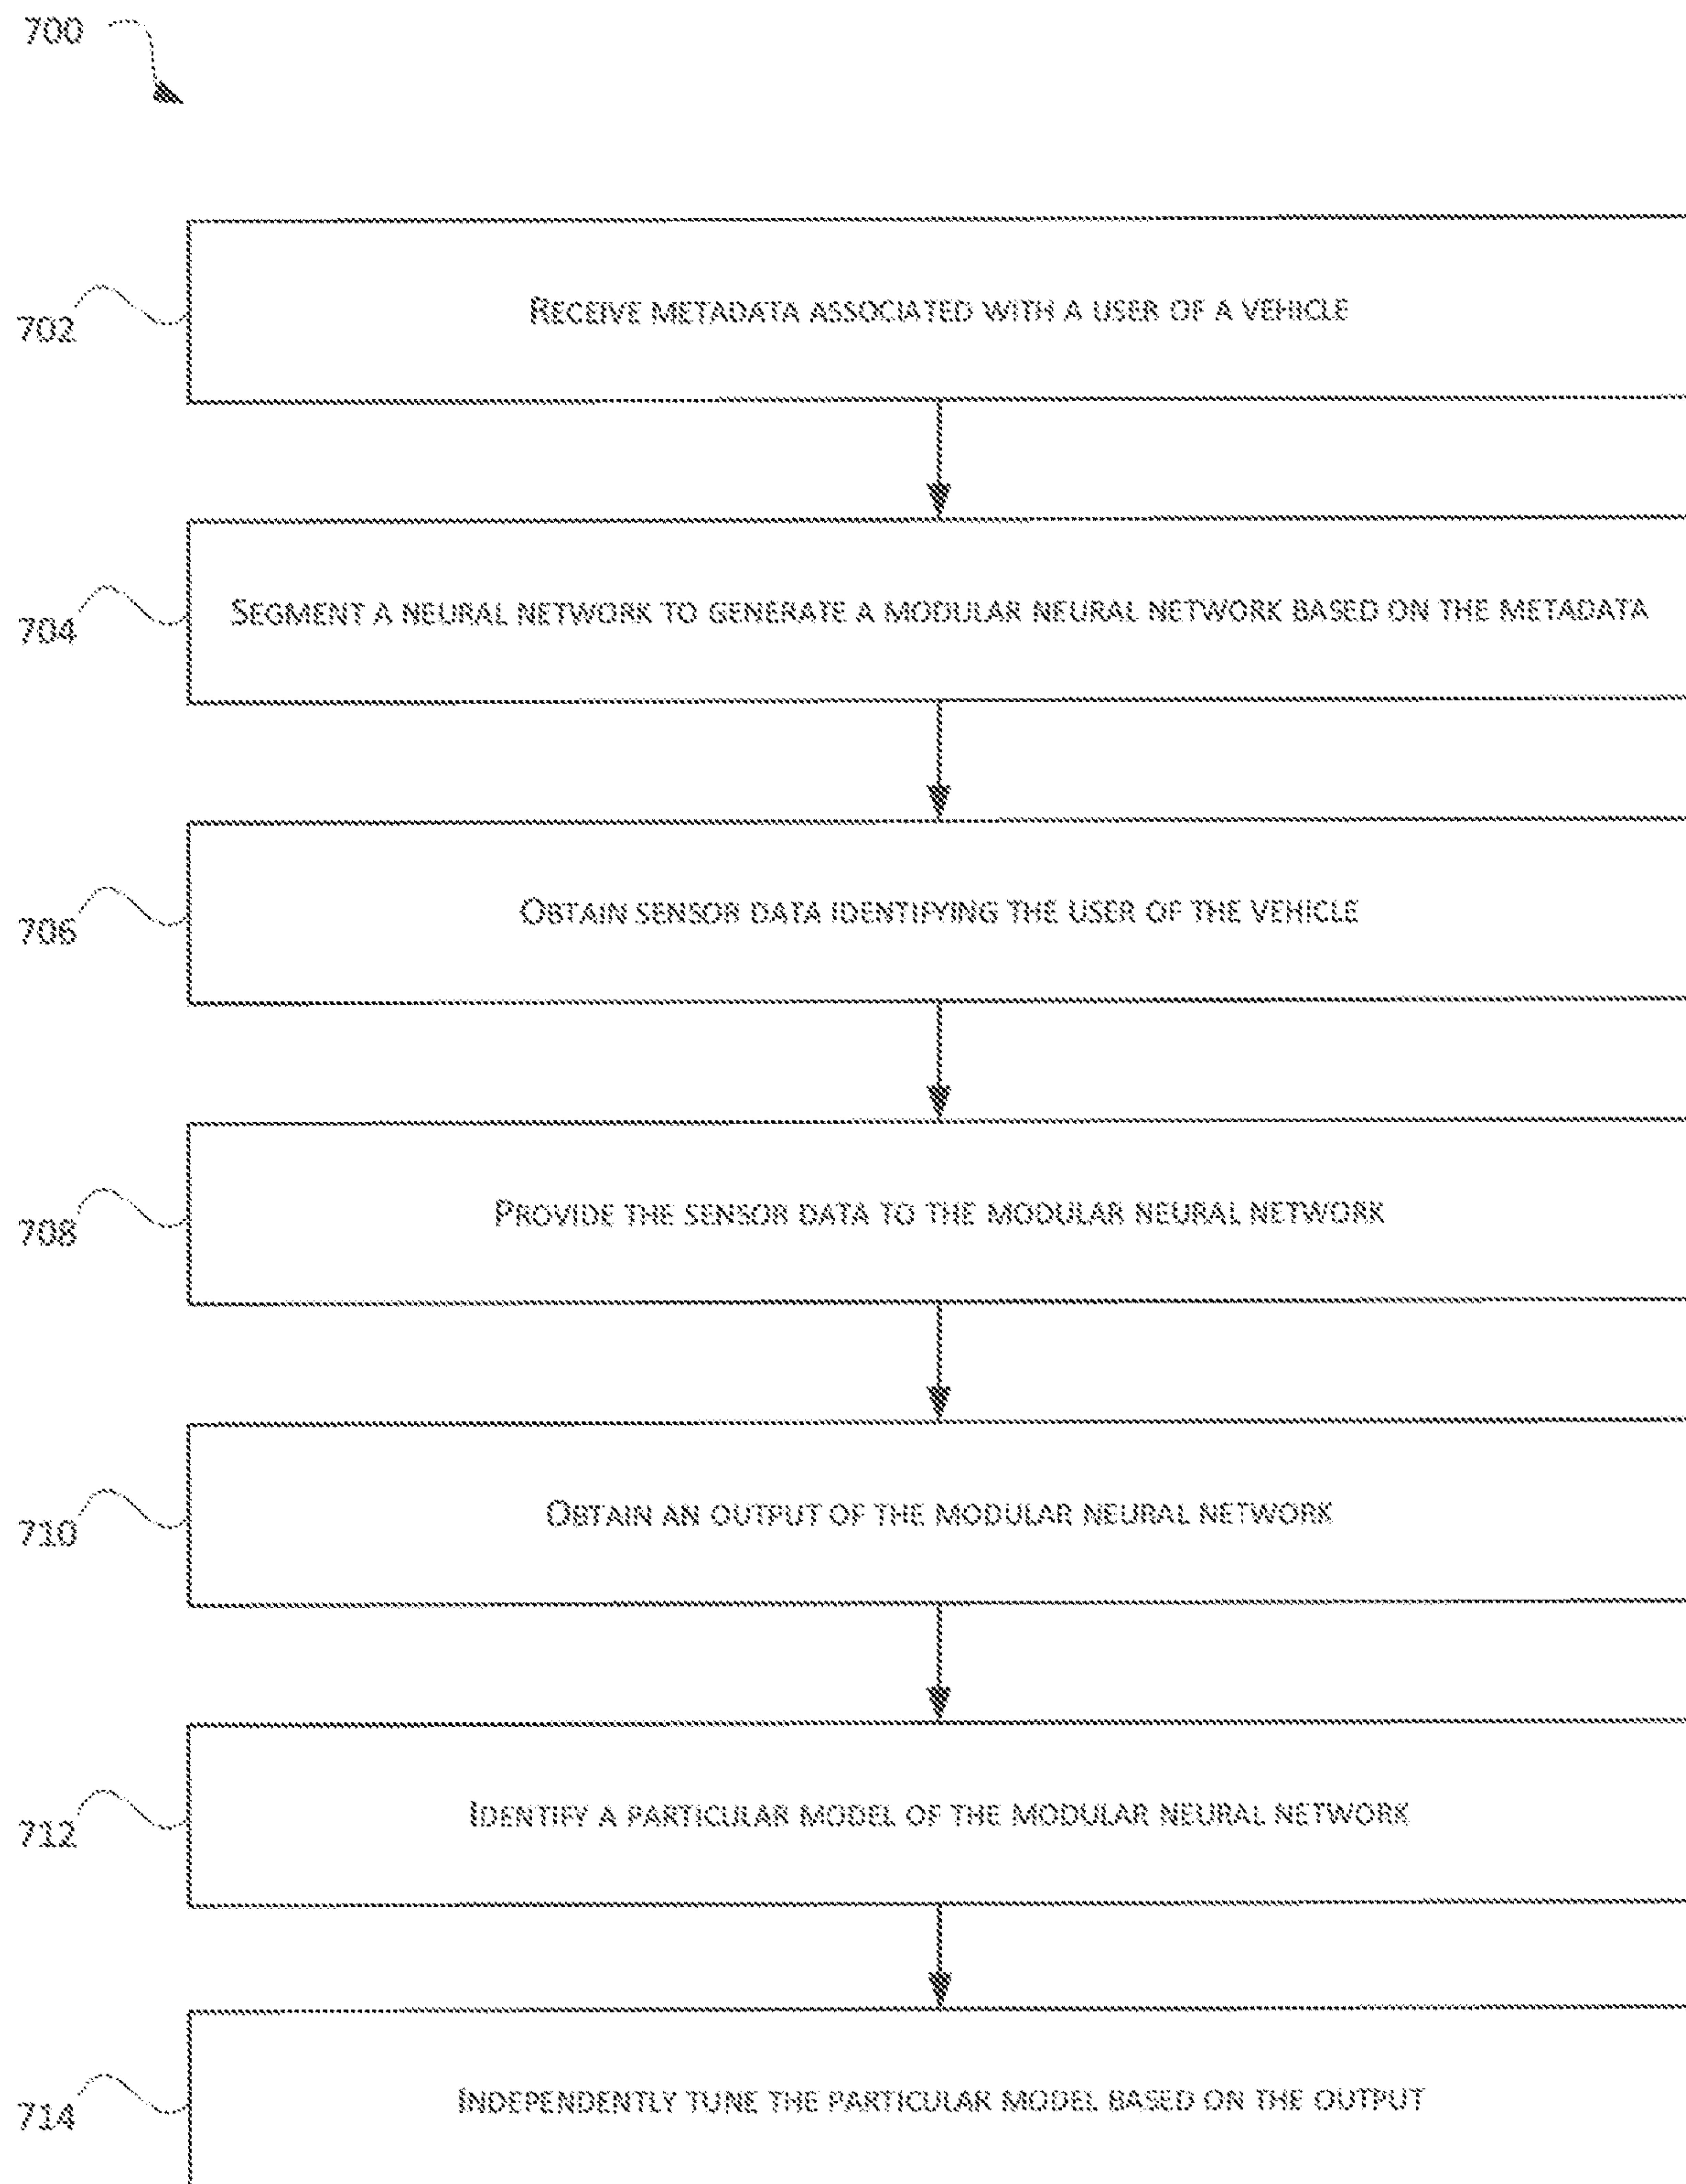 700
RECEIVE METADATA ASSOCIATED WITH A USER OF A VEHICLE
702
SEGMENT A NEURAL NETWORK TO GENERATE A MODULAR NEURAL NETWORK BASED ON THE METADATA
704
OBTAIN SENSOR DATA IDENTIFYING THE USER OF THE VEHICLE
706
PROVIDE THE SENSOR DATA TO THE MODULAR NEURAL NETWORK
708
OBTAIN AN OUTPUT OF THE MODULAR NEURAL NETWORK
710
IDENTIFY A PARTICULAR MODEL OF THE MODULAR NEURAL NETWORK
712
INDEPENDENTLY TUNE THE PARTICULAR MODEL BASED ON THE OUTPUT
714